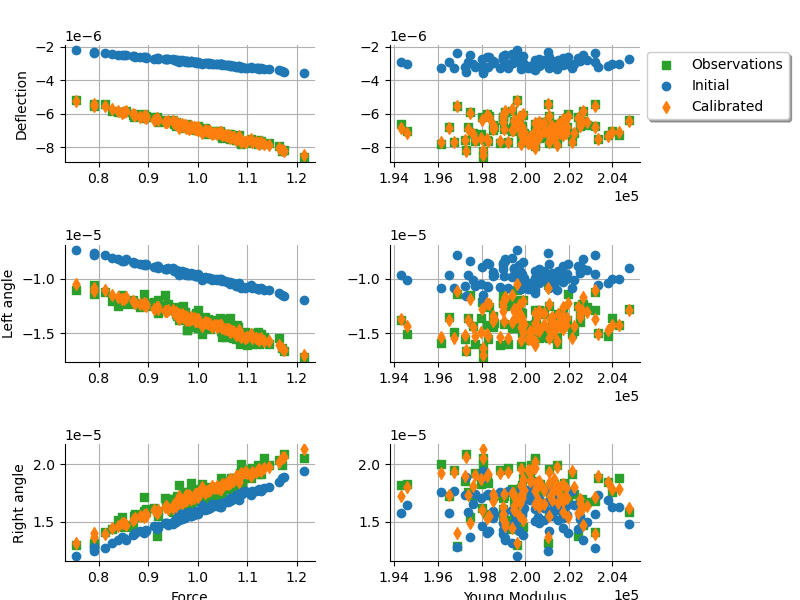 1e−6
−2
−4
−6
−8
Deflection
0.8 0.9 1.0 1.1 1.2
1e−6
−2
−4
−6
−8
1.94 1.96 1.98 2.00 2.02 2.04
1e5
Observations
Initial
Calibrated
1e−5
−1.0
−1.5
Left angle
0.8 0.9 1.0 1.1 1.2
1e−5
−1.0
−1.5
1.94 1.96 1.98 2.00 2.02 2.04
1e5
1e−5
2.0
1.5
Right angle
0.8 0.9 1.0 1.1 1.2
Force
1e−5
2.0
1.5
1.94 1.96 1.98 2.00 2.02 2.04
1e5
Young Modulus